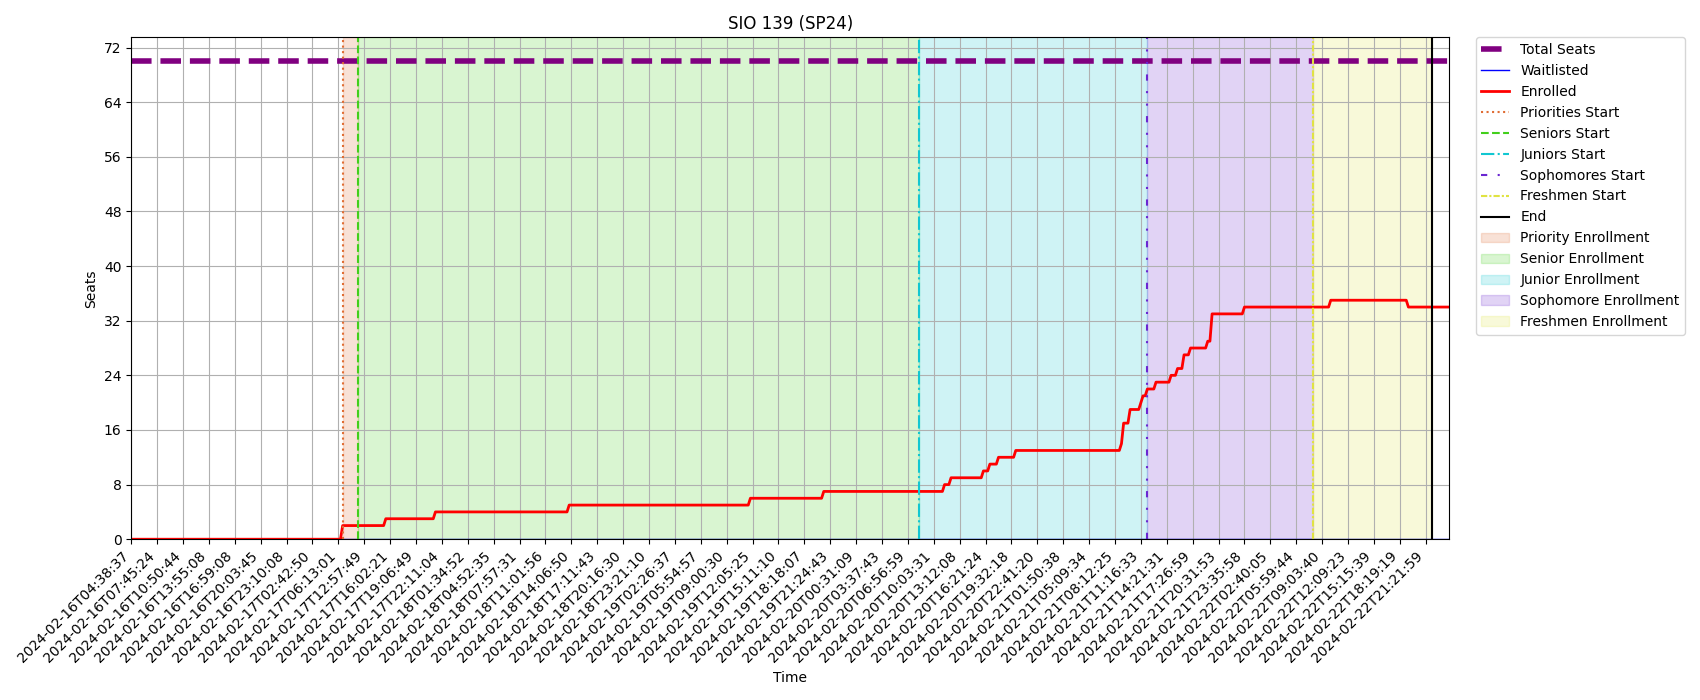 SIO 139 (SP24)
72
64
56
48
40
32
24
16
8
0
Seats
2024-02-16T04:38:37
2024-02-16T07:45:24
2024-02-16T10:50:44
2024-02-16T13:55:08
2024-02-16T16:59:08
2024-02-16T20:03:45
2024-02-16T23:10:08
2024-02-17T02:42:50
2024-02-17T06:13:01
2024-02-17T12:57:49
2024-02-17T16:02:21
2024-02-17T19:06:49
2024-02-17T22:11:04
2024-02-18T01:34:52
2024-02-18T04:52:35
2024-02-18T07:57:31
2024-02-18T11:01:56
2024-02-18T14:06:50
2024-02-18T17:11:43
2024-02-18T20:16:30
2024-02-18T23:21:10
2024-02-19T02:26:37
2024-02-19T05:54:57
2024-02-19T09:00:30
2024-02-19T12:05:25
2024-02-19T15:11:10
2024-02-19T18:18:07
2024-02-19T21:24:43
2024-02-20T00:31:09
2024-02-20T03:37:43
2024-02-20T06:56:59
2024-02-20T10:03:31
2024-02-20T13:12:08
2024-02-20T16:21:24
2024-02-20T19:32:18
2024-02-20T22:41:20
2024-02-21T01:50:38
2024-02-21T05:09:34
2024-02-21T08:12:25
2024-02-21T11:16:33
2024-02-21T14:21:31
2024-02-21T17:26:59
2024-02-21T20:31:53
2024-02-21T23:35:58
2024-02-22T02:40:05
2024-02-22T05:59:44
2024-02-22T09:03:40
2024-02-22T12:09:23
2024-02-22T15:15:39
2024-02-22T18:19:19
2024-02-22T21:21:59
Time
Total Seats
Waitlisted
Enrolled
Priorities Start
Seniors Start
Juniors Start
Sophomores Start
Freshmen Start
End
Priority Enrollment
Senior Enrollment
Junior Enrollment
Sophomore Enrollment
Freshmen Enrollment